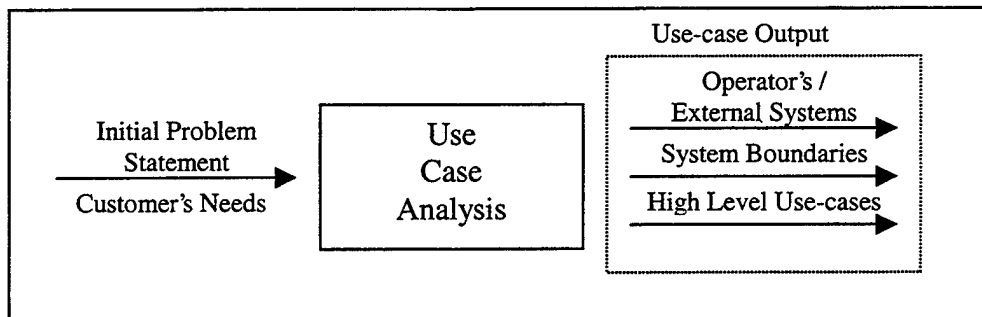 Use-case Output
Initial Problem
Statement
Customer's Needs
Use
Case
Analysis
Operator's /
External Systems
System Boundaries
High Level Use-cases